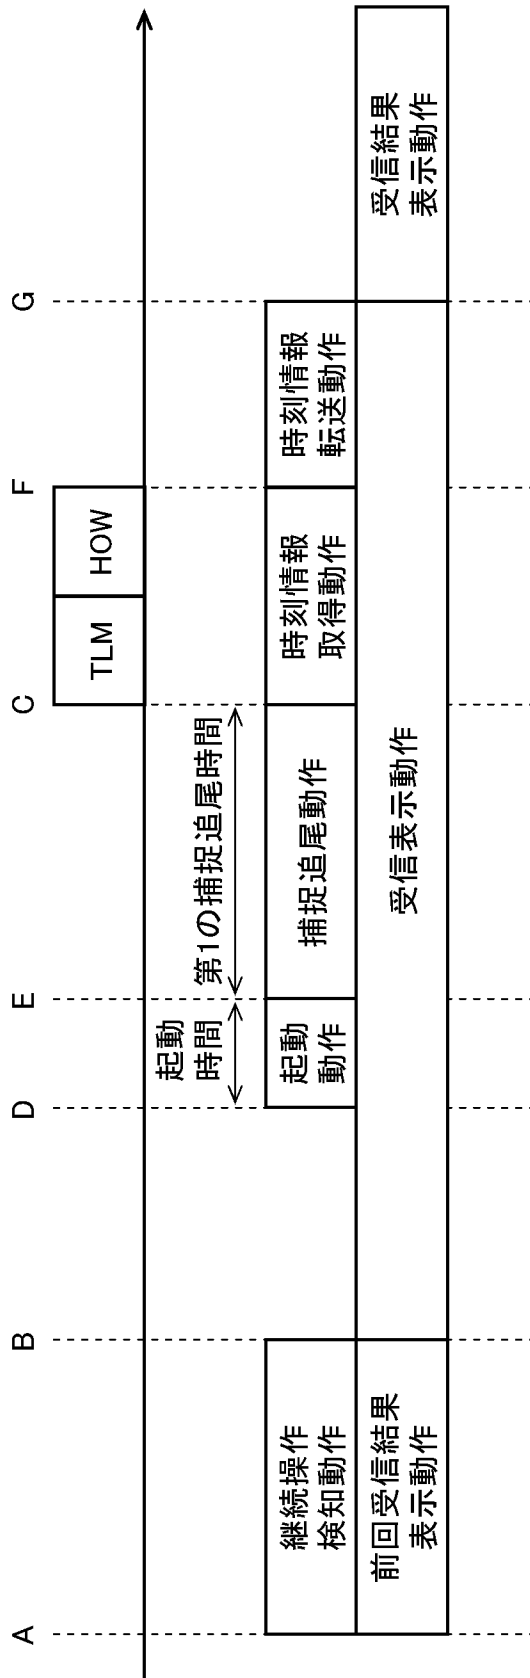 A
B
D
E
C
F
G
TLM
HOW
起動
時間
第1の捕捉追尾時間
継続操作
検知動作
起動
動作
捕捉追尾動作
時刻情報
取得動作
時刻情報
転送動作
前回受信結果
表示動作
受信表示動作
受信結果
表示動作